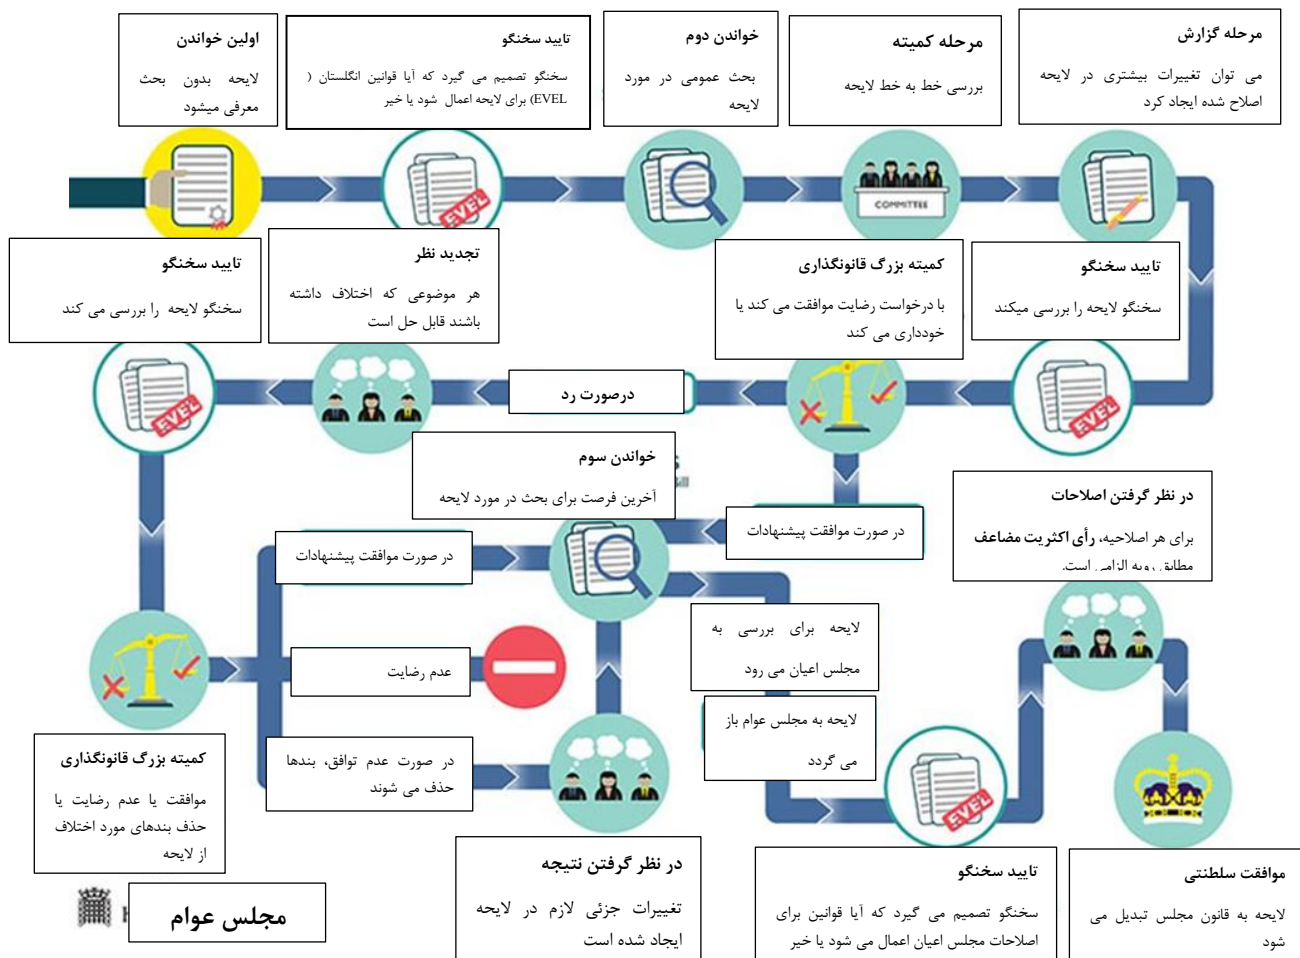 اولین خواندن
لایحه بدون بحث
معرفی میشود
تایید سخنگو
سخنگو تصمیم می گیرد که آیا قوانین انگلستان (
EVEL) برای لایحه اعمال شود یا خیر
خواندن دوم
بحث عمومی در مورد
لایحه
مرحله کمیته
بررسی خط به خط لایحه
مرحله گزارش
می توان تغییرات بیشتری در لایحه
اصلاح شده ایجاد کرد
EVEL
COMMITTEE
تایید سخنگو
سخنگو لایحه را بررسی میکند
کمیته بزرگ قانونگذاری
با درخواست رضایت موافقت می کند یا
خودداری می کند
تجدید نظر
هر موضوعی که اختلاف داشته
باشند قابل حل است
تایید سخنگو
سخنگو لایحه را بررسی می کند
EVEL
درصورت رد
EVEL
خواندن سوم
آخرین فرصت برای بحث در مورد لایحه
در نظر گرفتن اصلاحات
برای هر اصلاحیه، رأی اکثریت مضاعف
مطابق رویه الزامی است.
در صورت موافقت پیشنهادات
در صورت موافقت پیشنهادات
لایحه برای بررسی به
مجلس اعیان می رود
عدم رضایت
لایحه به مجلس عوام باز
می گردد
کمیته بزرگ قانونگذاری
موافقت یا عدم رضایت یا
حذف بندهای مورد اختلاف
از لایحه
در صورت عدم توافق، بندها
حذف می شوند
EVEL
در نظر گرفتن نتیجه
تغییرات جزئی لازم در لایحه
ایجاد شده است
تایید سخنگو
سخنگو تصمیم می گیرد که آیا قوانین برای
اصلاحات مجلس اعیان اعمال می شود یا خیر
موافقت سلطنتی
لایحه به قانون مجلس تبدیل می
شود
مجلس عوام